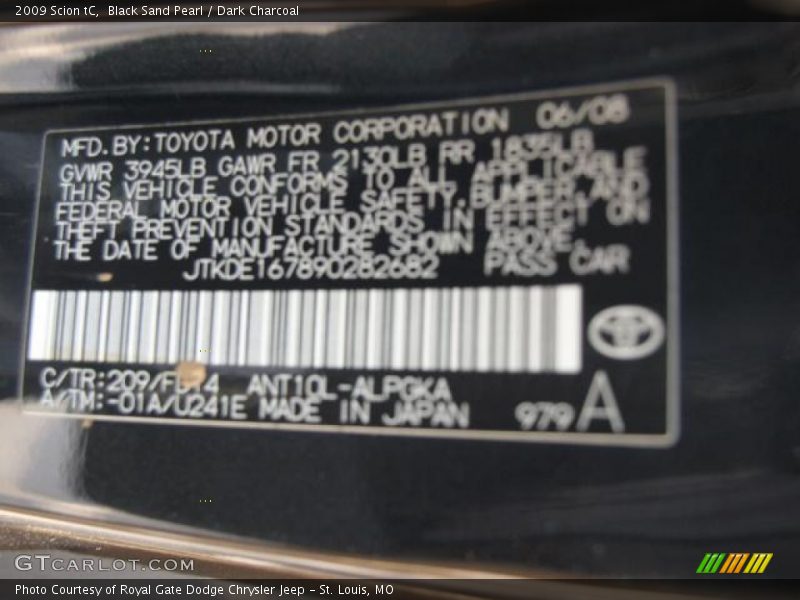 2009 Scion tC, Black Sand Pearl / Dark Charcoal
MFD.BY:TOYOTA MOTOR CORPORATION 06/08
GVWR 3945LB GAWR FR 2130LB RR 1835LB
THIS VEHICLE CONFORMS TO ALL APPLICABLE
FEDERAL MOTOR VEHICLE SAFETY,BUMPER,AND
THEFT PREVENTION STANDARDS IN EFFECT ON
THE DATE OF MANUFACTURE SHOWN ABOVE.
JTKDE167890282682 PASS CAR
C/TR:209/ ANT10L-ALPGKA
A/TM:-01A/U241E MADE IN JAPAN 979 A
GTCARLOT.COM
Photo Courtesy of Royal Gate Dodge Chrysler Jeep – St. Louis, MO